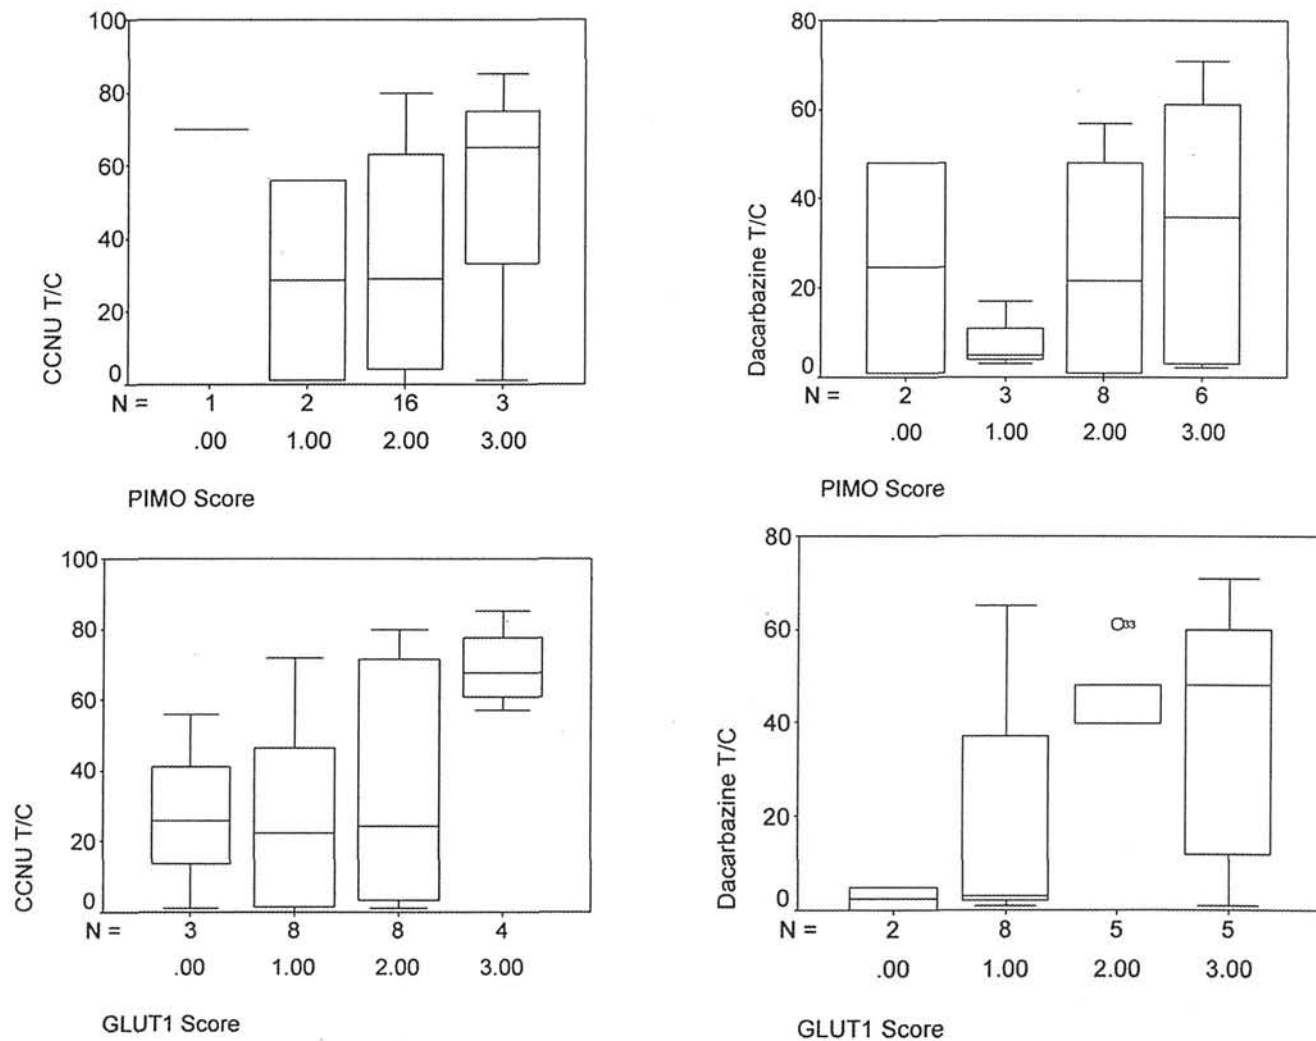 100
80
60
40
20
0
CCNU T/C
N = 1 2 16 3
.00 1.00 2.00 3.00
PIMO Score
80
60
40
20
0
Dacarbazine T/C
N = 2 3 8 6
.00 1.00 2.00 3.00
PIMO Score
100
80
60
40
20
0
CCNU T/C
N = 3 8 8 4
.00 1.00 2.00 3.00
GLUT1 Score
80
60
40
20
0
Dacarbazine T/C
33
N = 2 8 5 5
.00 1.00 2.00 3.00
GLUT1 Score